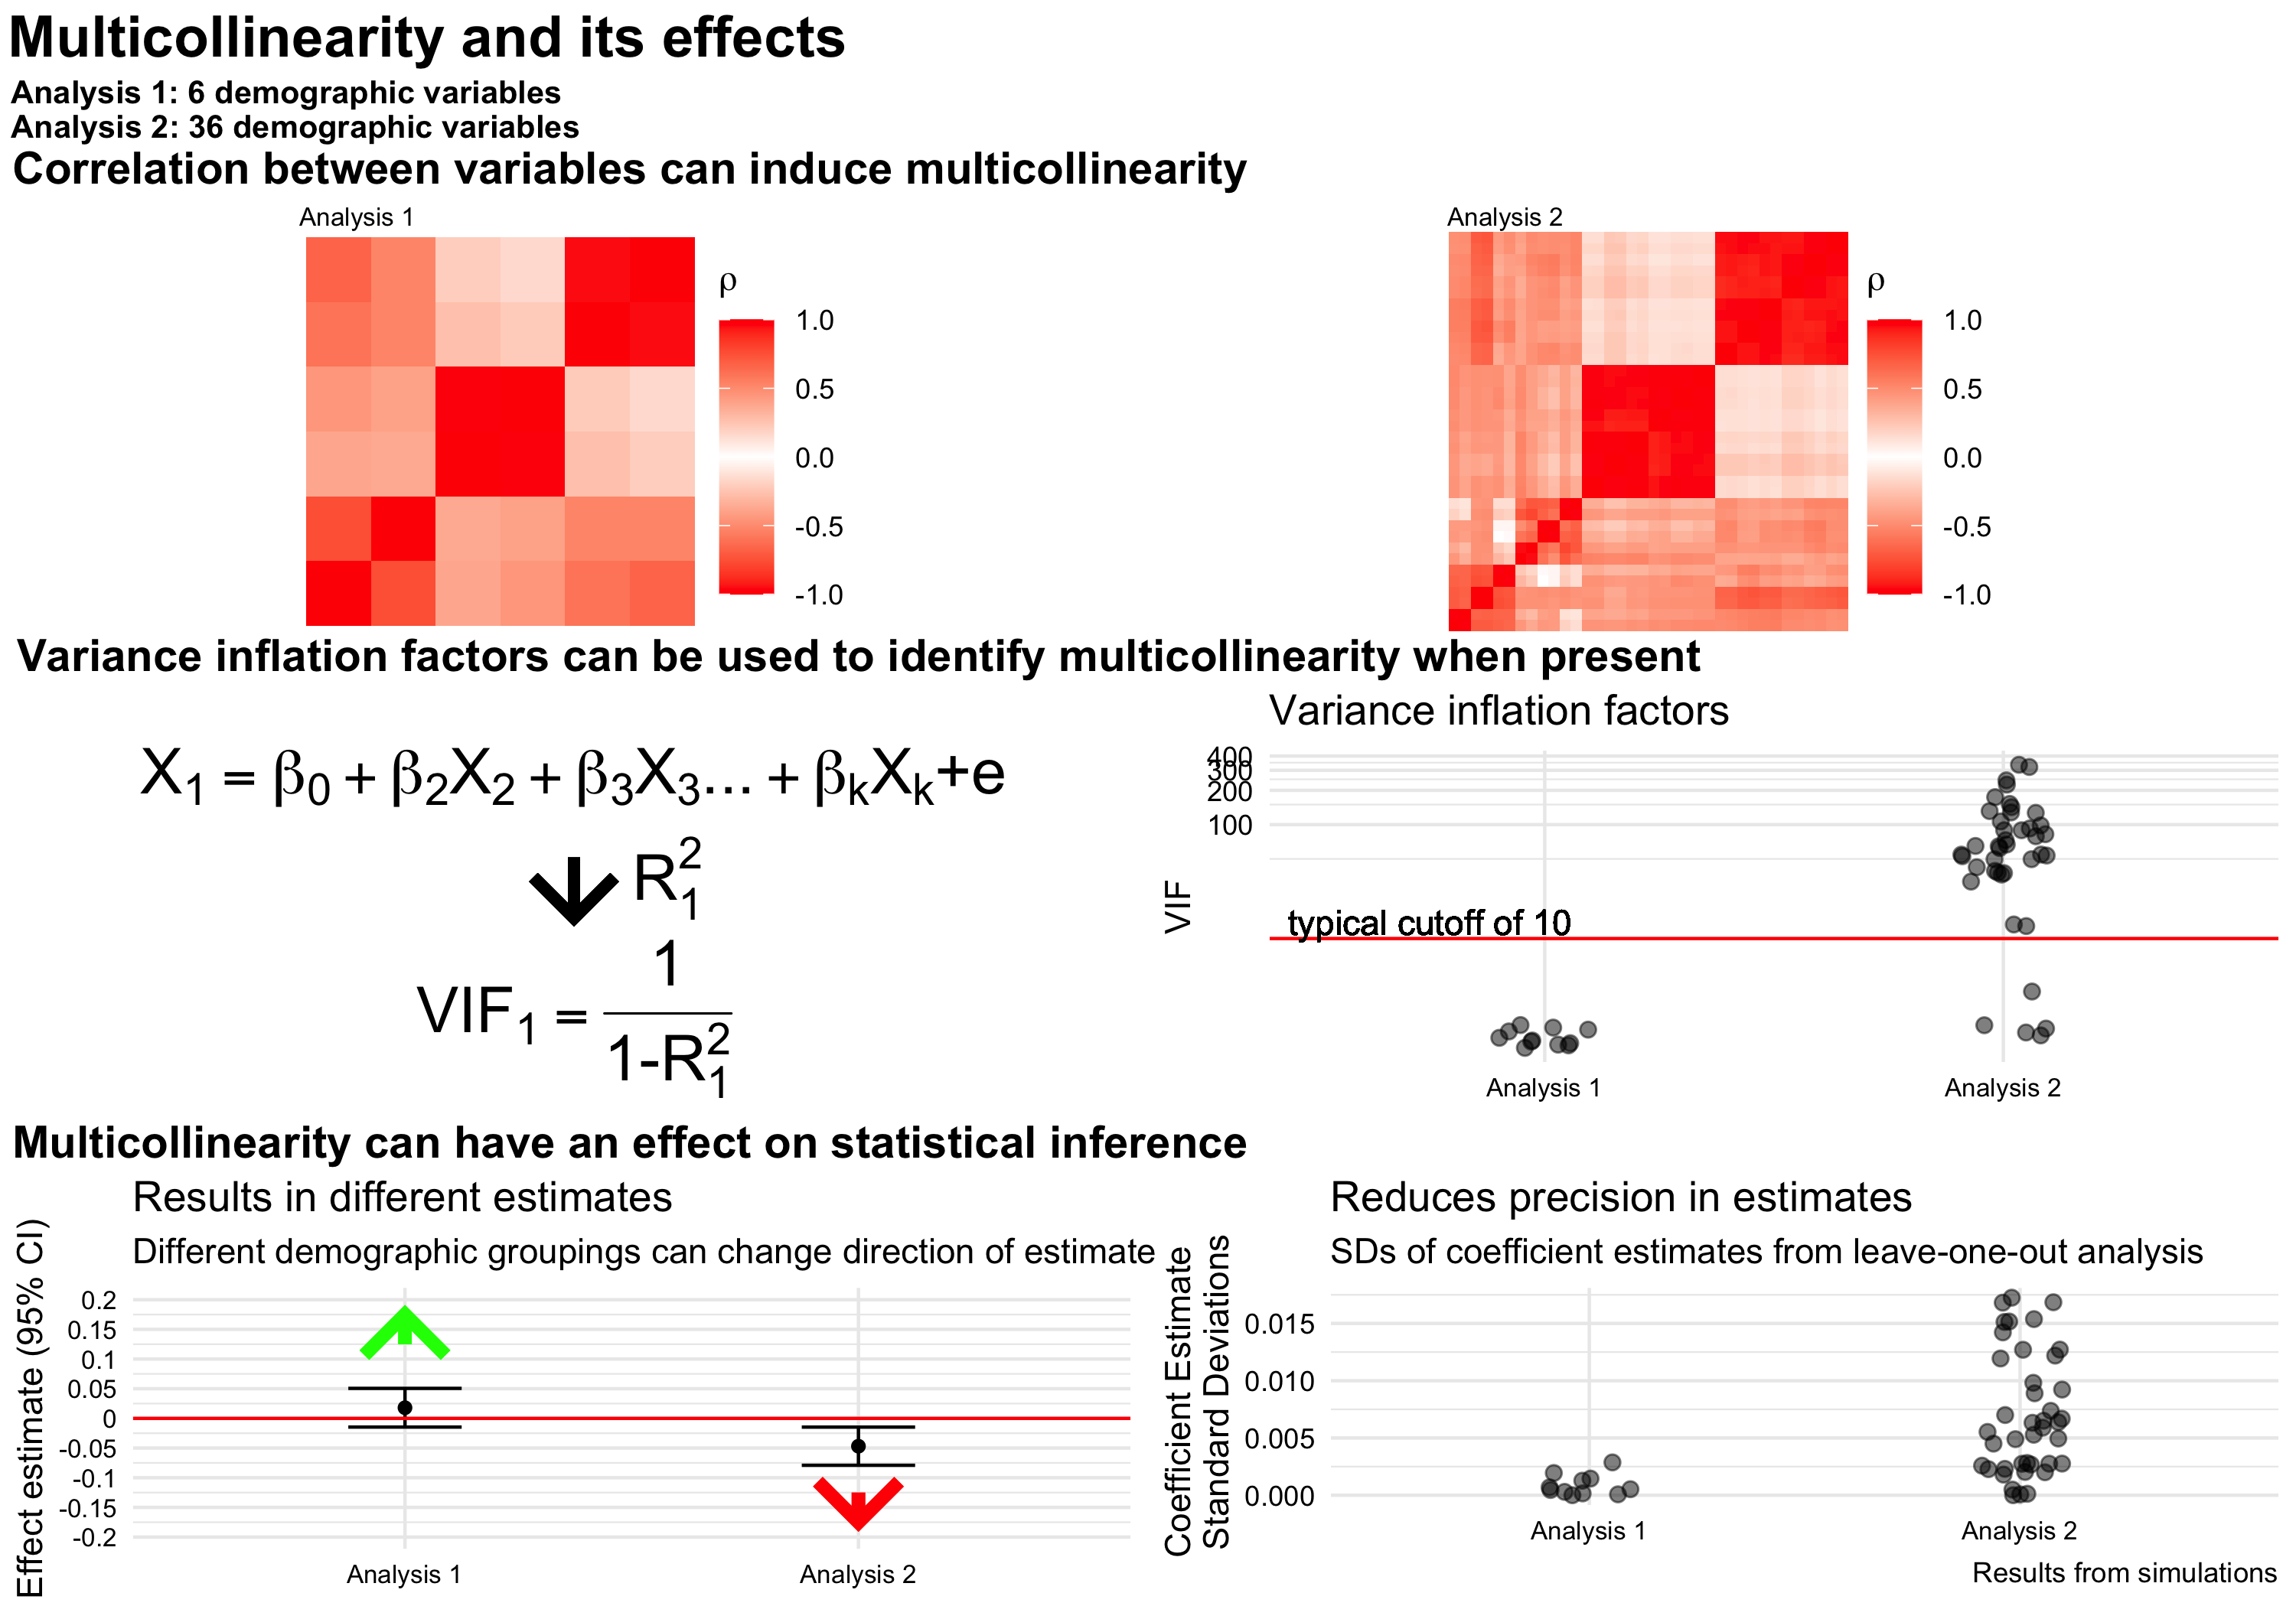 Multicollinearity and its effects
Analysis 1: 6 demographic variables
Analysis 2: 36 demographic variables
Correlation between variables can induce multicollinearity
Analysis 1
ρ
1.0
0.5
0.0
-0.5
-1.0
Analysis 2
ρ
1.0
0.5
0.0
-0.5
-1.0
Variance inflation factors can be used to identify multicollinearity when present
X₁ = β₀ + β₂X₂ + β₃X₃... + βₖXₖ+e
R₁²
VIF₁ = 1
1-R₁²
Variance inflation factors
VIF
400
300
200
100
typical cutoff of 10
Analysis 1
Analysis 2
Multicollinearity can have an effect on statistical inference
Results in different estimates
Different demographic groupings can change direction of estimate
Effect estimate (95% CI)
0.2
0.15
0.1
0.05
0
-0.05
-0.1
-0.15
-0.2
Analysis 1
Analysis 2
Reduces precision in estimates
SDs of coefficient estimates from leave-one-out analysis
Coefficient Estimate
Standard Deviations
0.015
0.010
0.005
0.000
Analysis 1
Analysis 2
Results from simulations